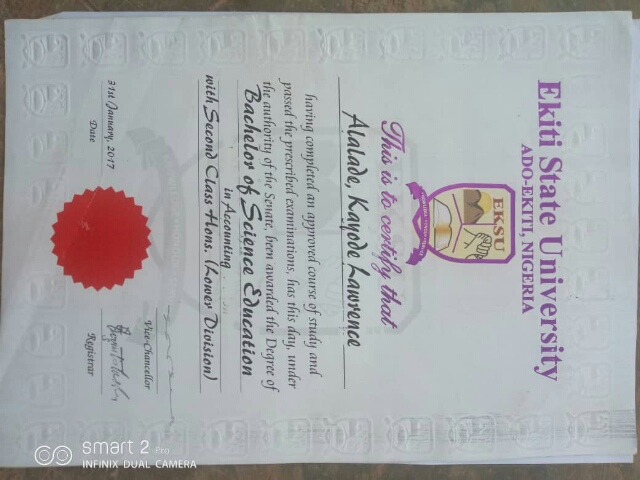 Ekiti State University
ADO-EKITI, NIGERIA
EKSU
This is to certify that
Alalade, Kayode Lawrence
having completed an approved course of study and
passed the prescribed examinations, has this day, under
the authority of the Senate, been awarded the Degree of
Bachelor of Science Education
in Accounting
with Second Class Hons. (Lower Division)
31st January, 2017
Date
Vice-Chancellor
Registrar
smart 2 Pro
INFINIX DUAL CAMERA